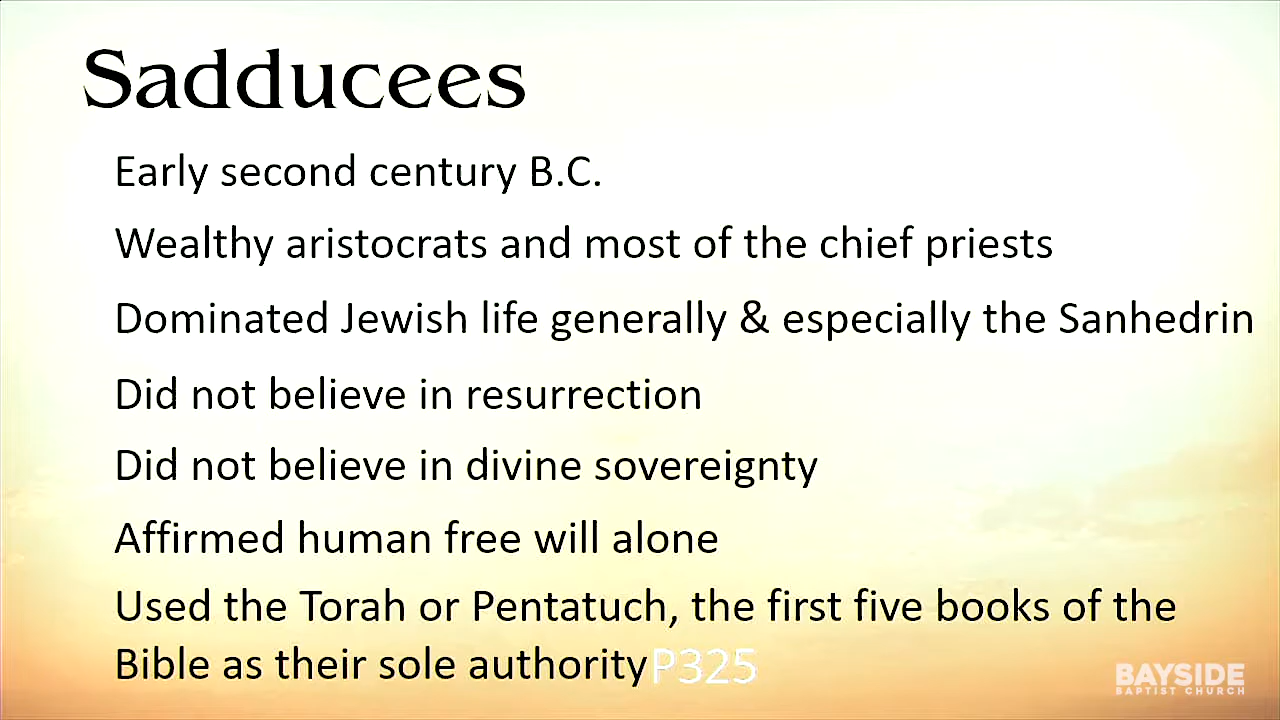 Sadducees
Early second century B.C.
Wealthy aristocrats and most of the chief priests
Dominated Jewish life generally & especially the Sanhedrin
Did not believe in resurrection
Did not believe in divine sovereignty
Affirmed human free will alone
Used the Torah or Pentatuch, the first five books of the
Bible as their sole authority P325
BAYSIDE
BAPTIST CHURCH